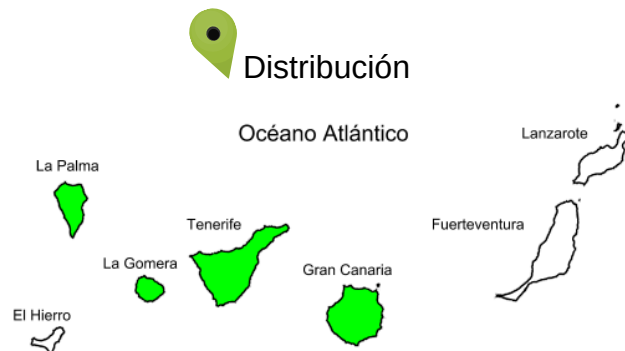 Distribución
Océano Atlántico
Lanzarote
La Palma
Tenerife
Fuerteventura
La Gomera
Gran Canaria
El Hierro